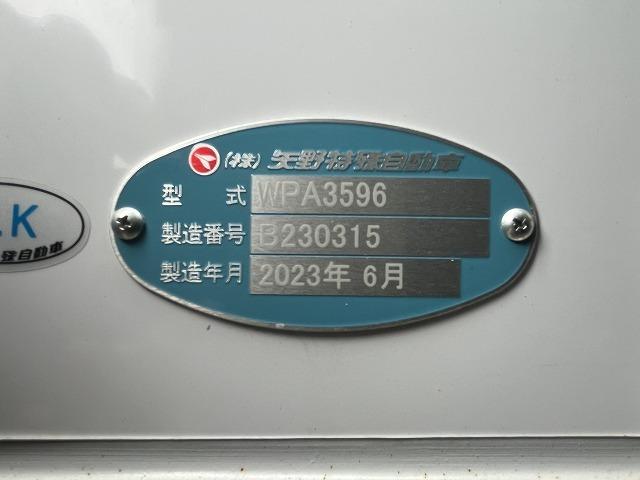 (株) 矢野特殊自動車
型 式 WPA3596
製造番号 B230315
製造年月 2023年 6月
.K
殊自動車